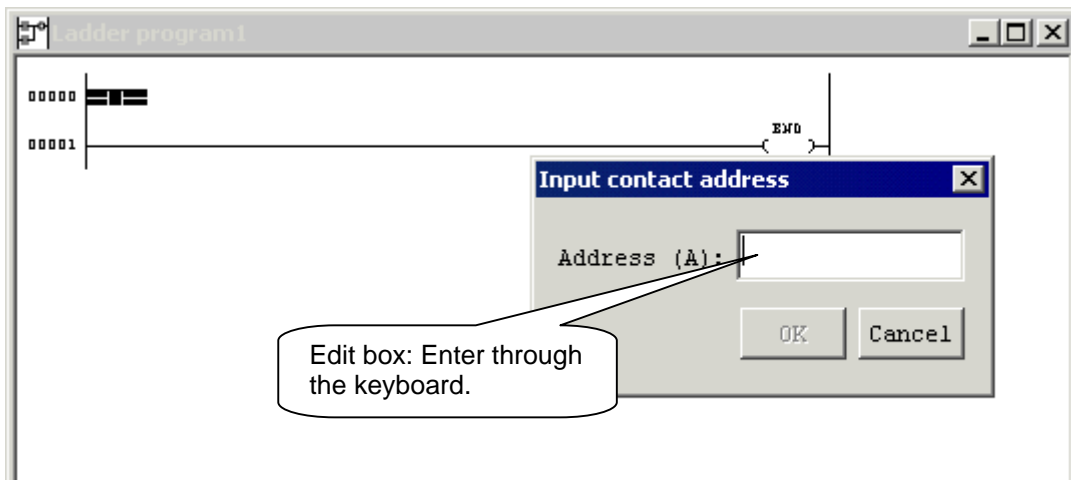 Ladder program1
00000
00001
END
Input contact address
Address (A):
OK
Cancel
Edit box: Enter through
the keyboard.